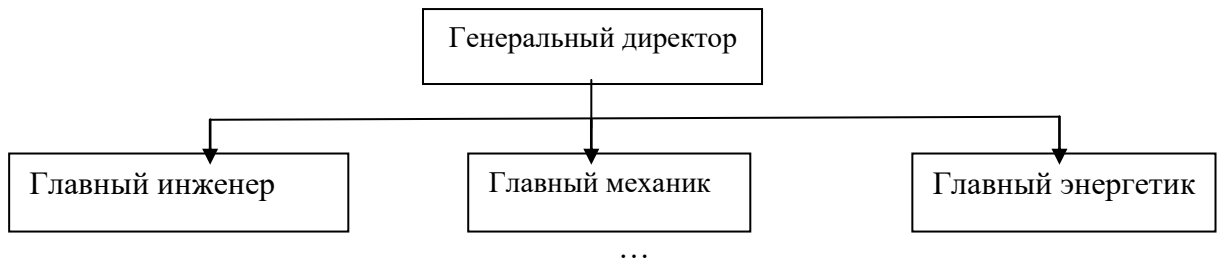 Генеральный директор
Главный инженер
Главный механик
Главный энергетик
…